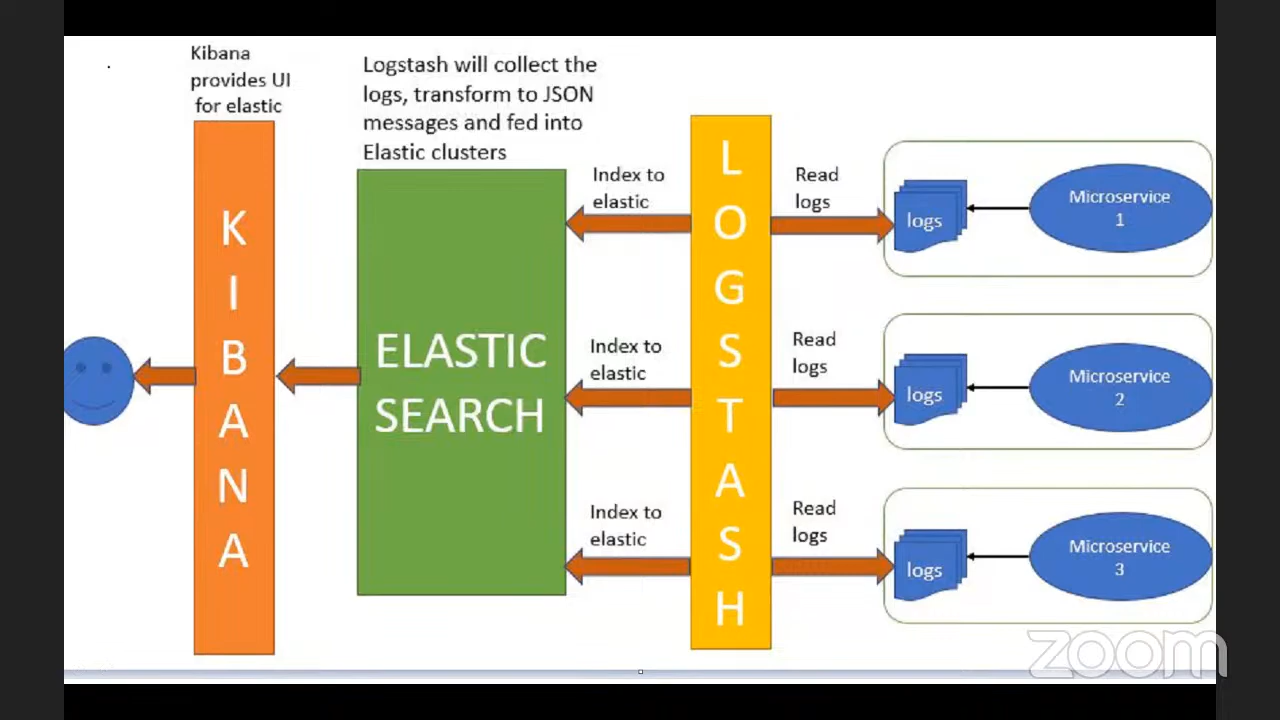 Kibana
provides UI
for elastic
Logstash will collect the
logs, transform to JSON
messages and fed into
Elastic clusters
KIBANA
ELASTIC
SEARCH
Index to
elastic
Index to
elastic
Index to
elastic
LOGSTASH
Read
logs
Read
logs
Read
logs
logs
Microservice
1
logs
Microservice
2
logs
Microservice
3
zoom